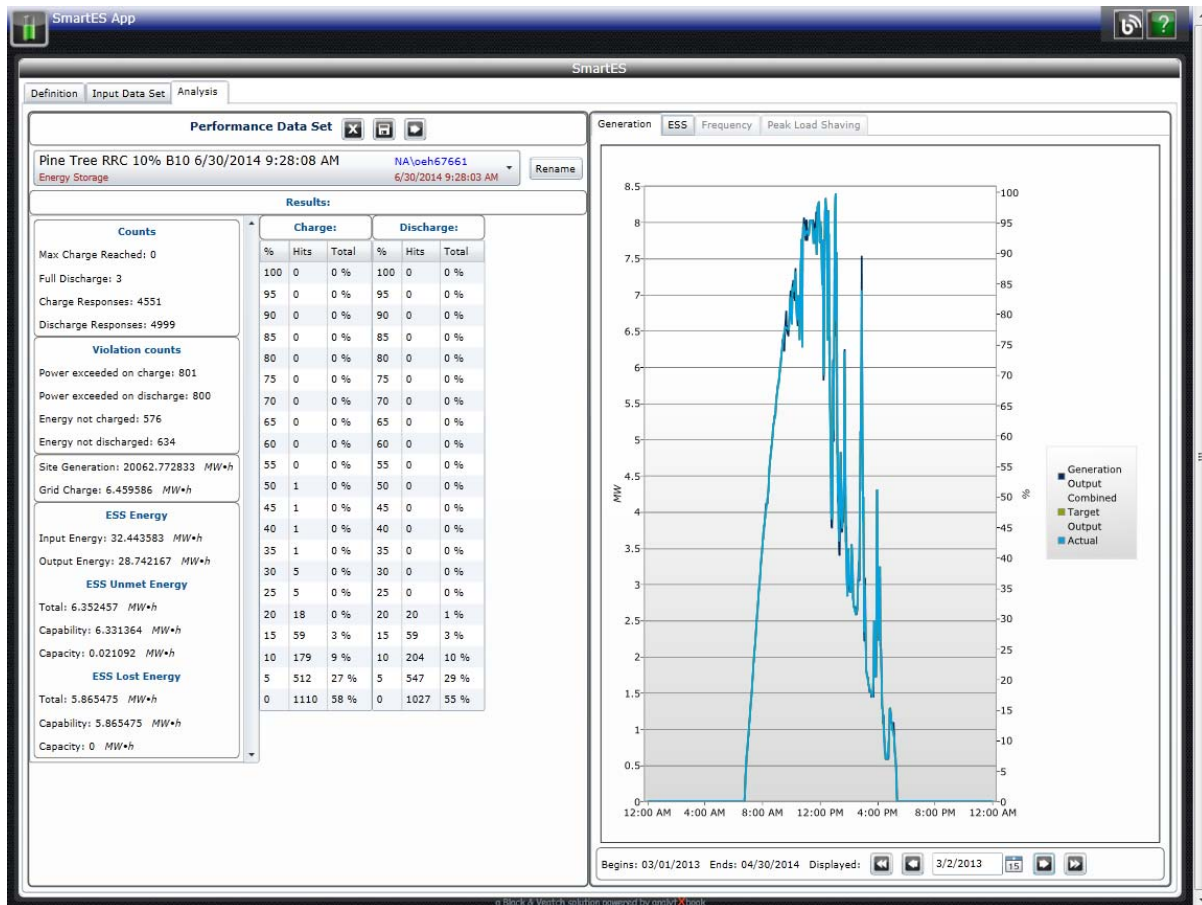 SmartES App
SmartES
Definition Input Data Set Analysis
Performance Data Set
Pine Tree RRC 10% B10 6/30/2014 9:28:08 AM NA\oeh67661
Energy Storage 6/30/2014 9:28:03 AM
Rename
Results:
Counts
Max Charge Reached: 0
Full Discharge: 3
Charge Responses: 4551
Discharge Responses: 4999
Violation counts
Power exceeded on charge: 801
Power exceeded on discharge: 800
Energy not charged: 576
Energy not discharged: 634
Site Generation: 20062.772833 MW•h
Grid Charge: 6.459586 MW•h
ESS Energy
Input Energy: 32.443583 MW•h
Output Energy: 28.742167 MW•h
ESS Unmet Energy
Total: 6.352457 MW•h
Capability: 6.331364 MW•h
Capacity: 0.021092 MW•h
ESS Lost Energy
Total: 5.865475 MW•h
Capability: 5.865475 MW•h
Capacity: 0 MW•h
Charge: Discharge:
% Hits Total % Hits Total
100 0 0 % 100 0 0 %
95 0 0 % 95 0 0 %
90 0 0 % 90 0 0 %
85 0 0 % 85 0 0 %
80 0 0 % 80 0 0 %
75 0 0 % 75 0 0 %
70 0 0 % 70 0 0 %
65 0 0 % 65 0 0 %
60 0 0 % 60 0 0 %
55 0 0 % 55 0 0 %
50 1 0 % 50 0 0 %
45 1 0 % 45 0 0 %
40 1 0 % 40 0 0 %
35 1 0 % 35 0 0 %
30 5 0 % 30 0 0 %
25 5 0 % 25 0 0 %
20 18 0 % 20 20 1 %
15 59 3 % 15 59 3 %
10 179 9 % 10 204 10 %
5 512 27 % 5 547 29 %
0 1110 58 % 0 1027 55 %
Generation ESS Frequency Peak Load Shaving
8.5
8
7.5
7
6.5
6
5.5
5
4.5
4
3.5
3
2.5
2
1.5
1
0.5
0
MW
100
95
90
85
80
75
70
65
60
55
50
45
40
35
30
25
20
15
10
5
0
%
12:00 AM 4:00 AM 8:00 AM 12:00 PM 4:00 PM 8:00 PM 12:00 AM
Generation
Output
Combined
Target
Output
Actual
Begins: 03/01/2013 Ends: 04/30/2014 Displayed: 3/2/2013 15
a Black & Veatch solution powered by analytXbook